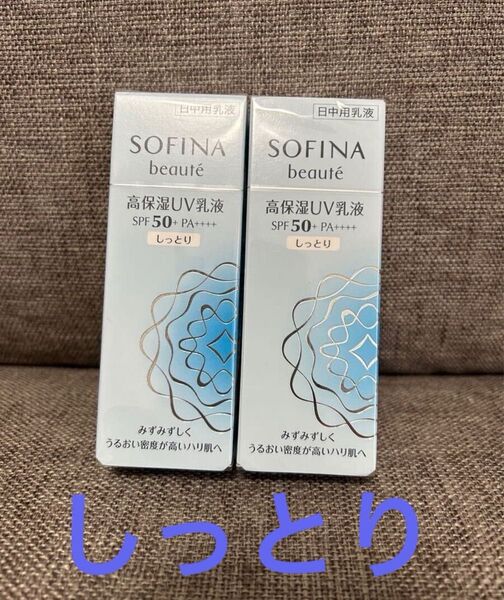 日中用乳液
SOFINA
beauté
高保湿UV乳液
SPF50+ PA++++
しっとり
みずみずしく
うるおい密度が高いハリ肌へ
日中用乳液
SOFINA
beauté
高保湿UV乳液
SPF50+ PA++++
しっとり
みずみずしく
うるおい密度が高いハリ肌へ
しっとり